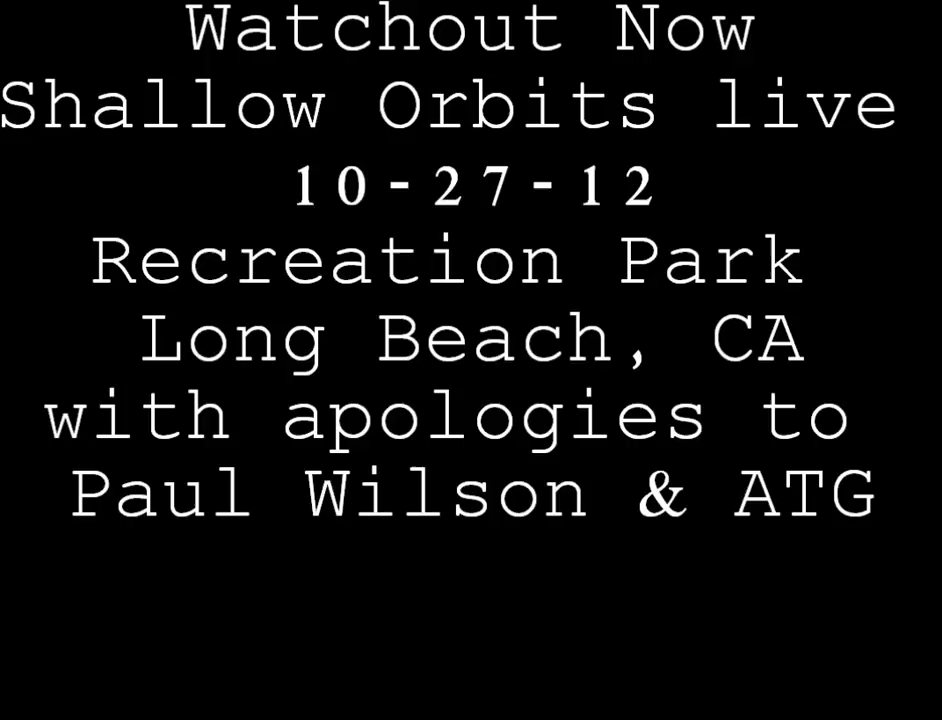 Watchout Now
Shallow Orbits live
10-27-12
Recreation Park
Long Beach, CA
with apologies to
Paul Wilson & ATG